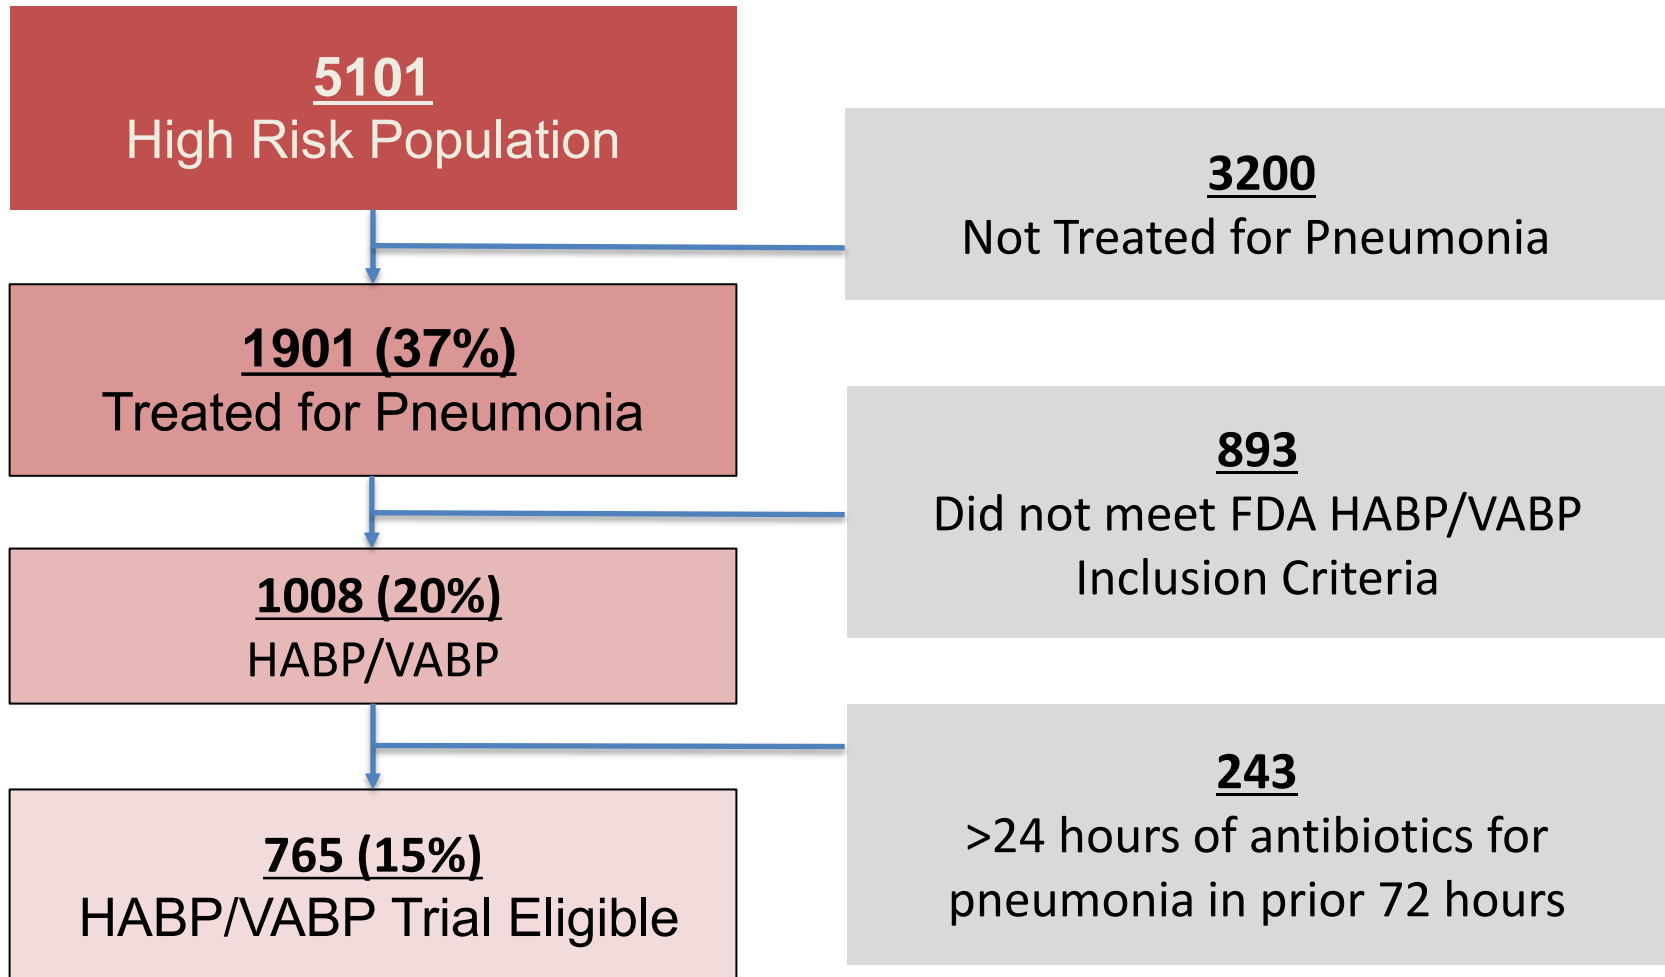 5101
High Risk Population
3200
Not Treated for Pneumonia
1901 (37%)
Treated for Pneumonia
893
Did not meet FDA HABP/VABP
Inclusion Criteria
1008 (20%)
HABP/VABP
243
>24 hours of antibiotics for
pneumonia in prior 72 hours
765 (15%)
HABP/VABP Trial Eligible